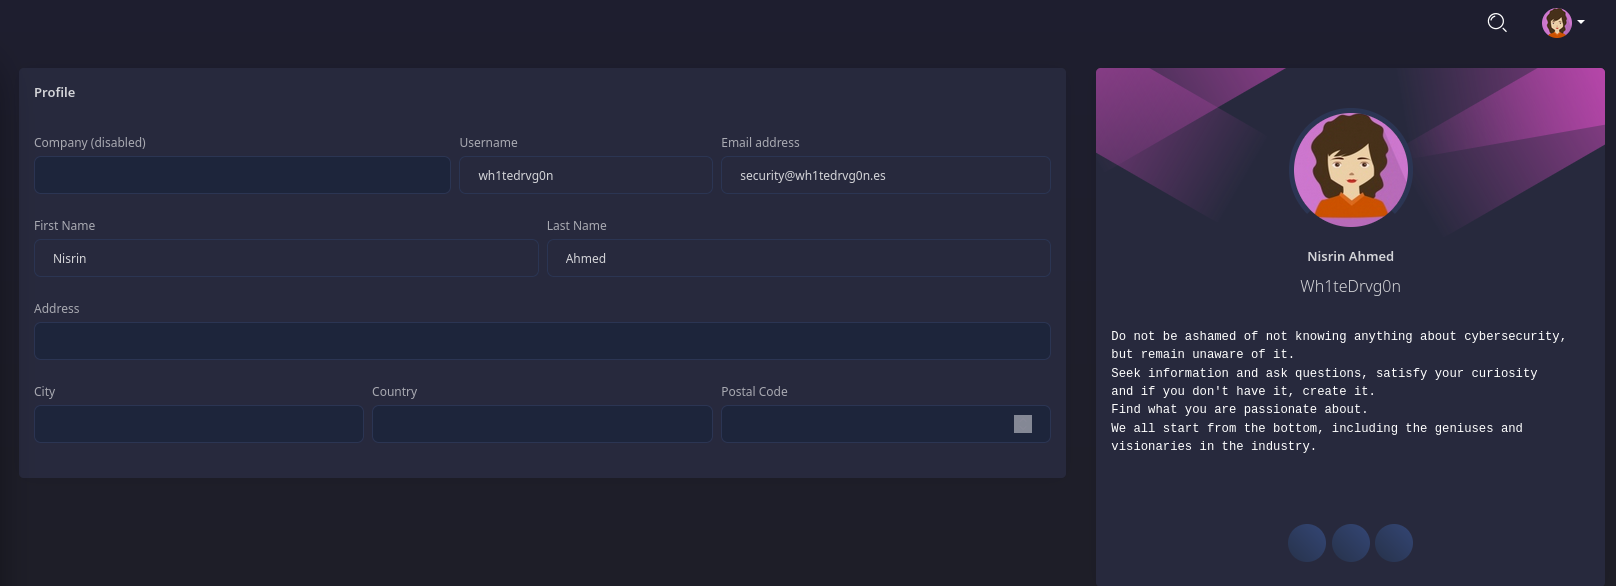 Profile
Company (disabled)
Username
Email address
wh1tedrvg0n
security@wh1tedrvg0n.es
First Name
Last Name
Nisrin
Ahmed
Address
City
Country
Postal Code
Nisrin Ahmed
Wh1teDrvg0n
Do not be ashamed of not knowing anything about cybersecurity,
but remain unaware of it.
Seek information and ask questions, satisfy your curiosity
and if you don't have it, create it.
Find what you are passionate about.
We all start from the bottom, including the geniuses and
visionaries in the industry.